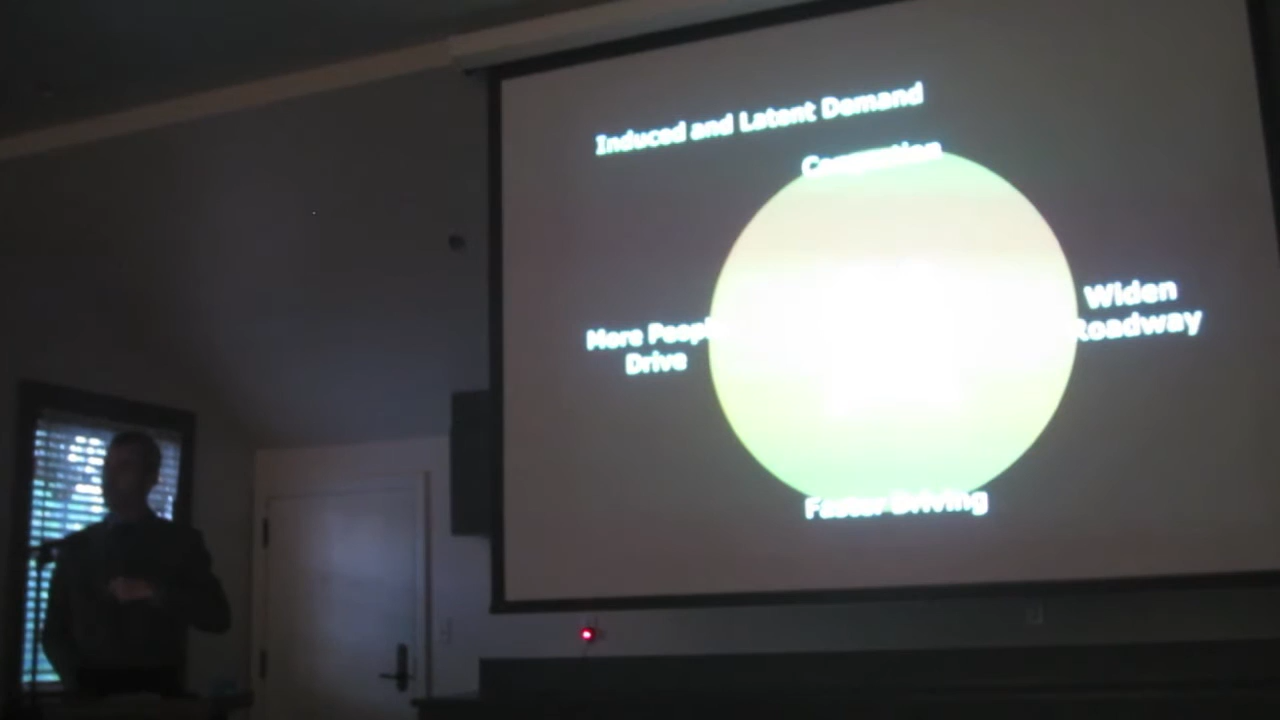 Induced and Latent Demand
Congestion
Widen
Roadway
More People
Drive
Faster Driving